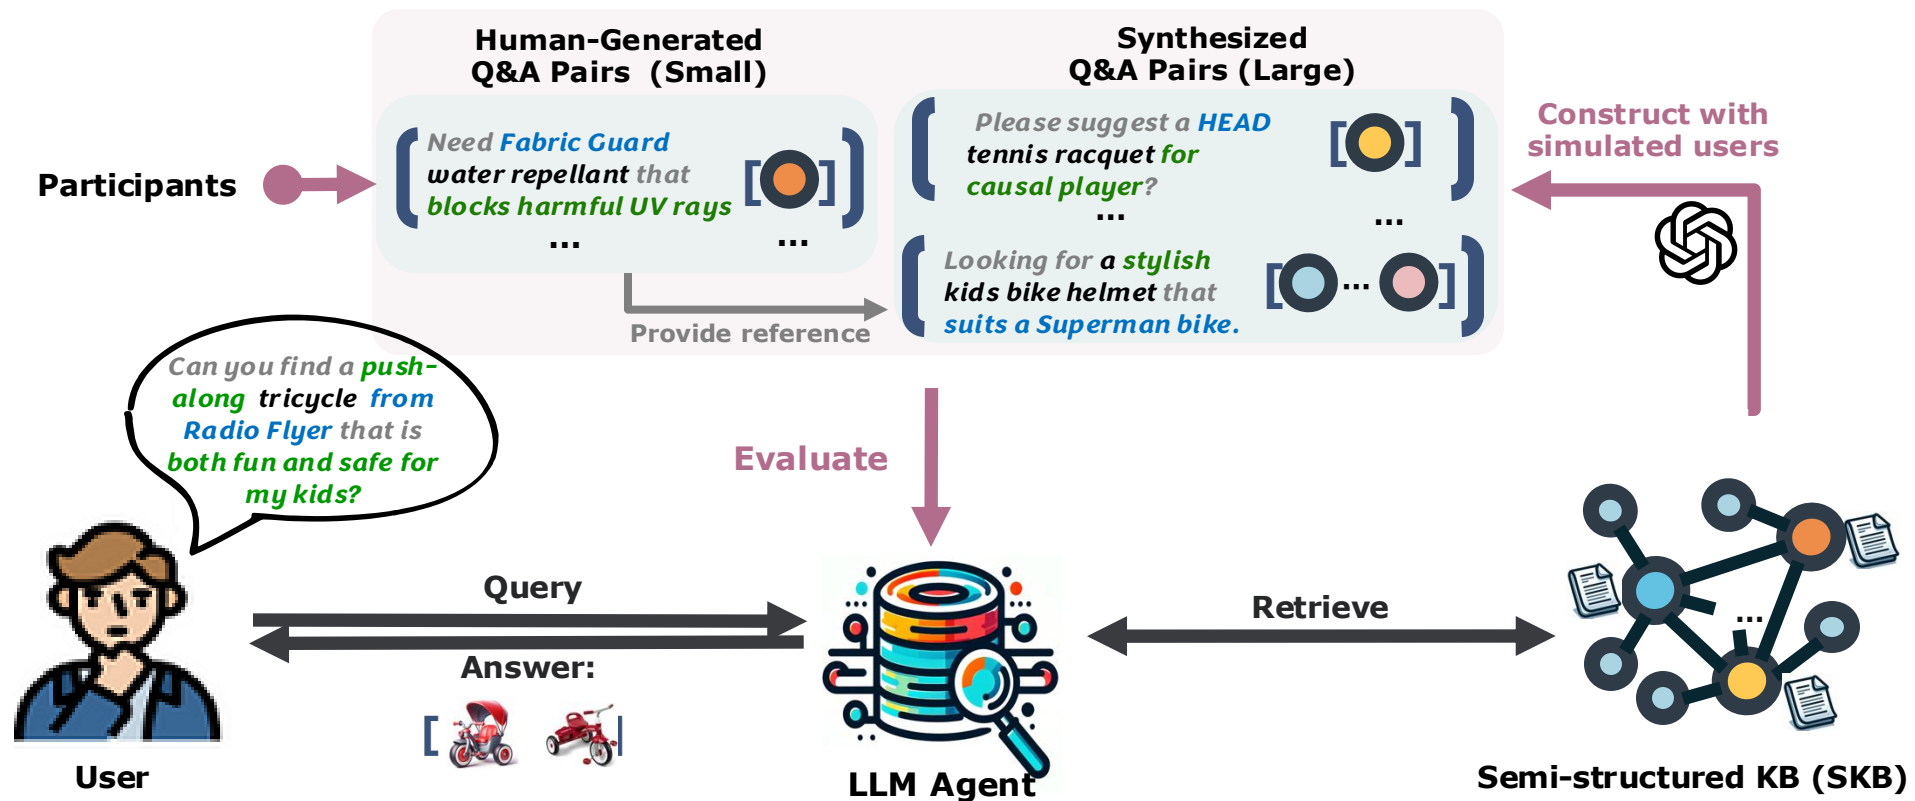 Human-Generated
Q&A Pairs (Small)
Synthesized
Q&A Pairs (Large)
Participants
Need Fabric Guard
water repellant that
blocks harmful UV rays
...
...
Please suggest a HEAD
tennis racquet for
causal player?
...
...
Looking for a stylish
kids bike helmet that
suits a Superman bike.
...
Provide reference
Construct with
simulated users
Can you find a push-
along tricycle from
Radio Flyer that is
both fun and safe for
my kids?
Evaluate
Query
Answer:
Retrieve
...
User
LLM Agent
Semi-structured KB (SKB)